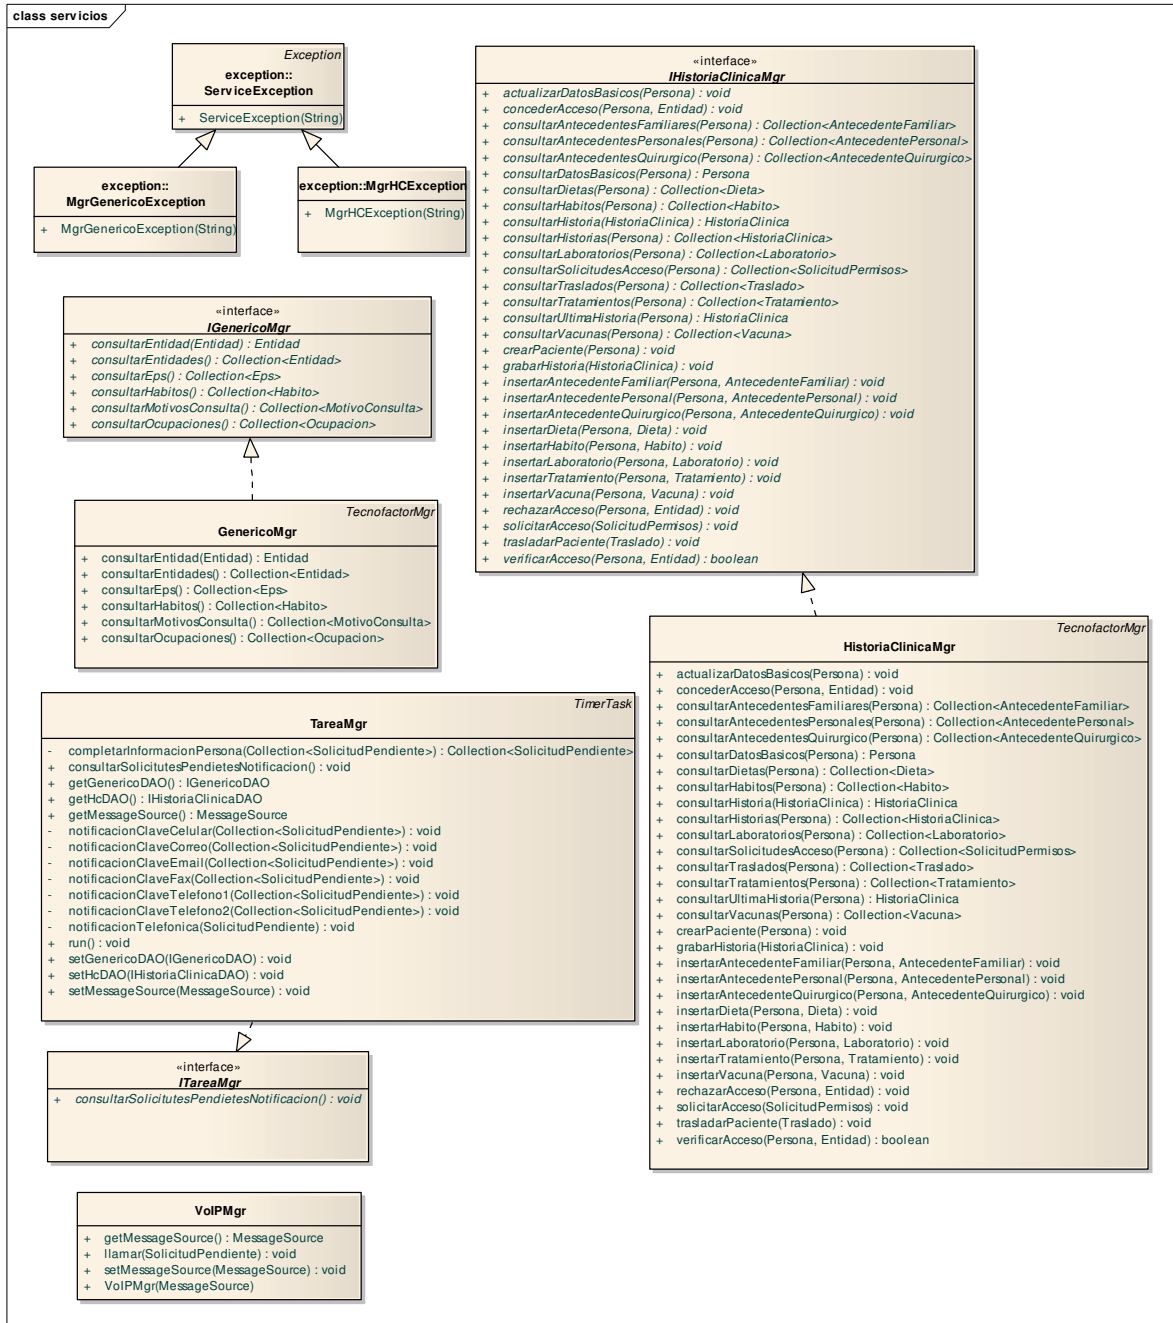 class servicios
Exception
exception::
ServiceException
+ ServiceException(String)
exception::
MgrGenericoException
+ MgrGenericoException(String)
exception::MgrHCException
+ MgrHCException(String)
«interface»
IHistoriaClinicaMgr
+ actualizarDatosBasicos(Persona) : void
+ concederAcceso(Persona, Entidad) : void
+ consultarAntecedentesFamiliares(Persona) : Collection<AntecedenteFamiliar>
+ consultarAntecedentesPersonales(Persona) : Collection<AntecedentePersonal>
+ consultarAntecedentesQuirurgico(Persona) : Collection<AntecedenteQuirurgico>
+ consultarDatosBasicos(Persona) : Persona
+ consultarDietas(Persona) : Collection<Dieta>
+ consultarHabitos(Persona) : Collection<Habito>
+ consultarHistoria(HistoriaClinica) : HistoriaClinica
+ consultarHistorias(Persona) : Collection<HistoriaClinica>
+ consultarLaboratorios(Persona) : Collection<Laboratorio>
+ consultarSolicitudesAcceso(Persona) : Collection<SolicitudPermisos>
+ consultarTraslados(Persona) : Collection<Traslado>
+ consultarTratamientos(Persona) : Collection<Tratamiento>
+ consultarUltimaHistoria(Persona) : HistoriaClinica
+ consultarVacunas(Persona) : Collection<Vacuna>
+ crearPaciente(Persona) : void
+ grabarHistoria(HistoriaClinica) : void
+ insertarAntecedenteFamiliar(Persona, AntecedenteFamiliar) : void
+ insertarAntecedentePersonal(Persona, AntecedentePersonal) : void
+ insertarAntecedenteQuirurgico(Persona, AntecedenteQuirurgico) : void
+ insertarDieta(Persona, Dieta) : void
+ insertarHabito(Persona, Habito) : void
+ insertarLaboratorio(Persona, Laboratorio) : void
+ insertarTratamiento(Persona, Tratamiento) : void
+ insertarVacuna(Persona, Vacuna) : void
+ rechazarAcceso(Persona, Entidad) : void
+ solicitarAcceso(SolicitudPermisos) : void
+ trasladarPaciente(Traslado) : void
+ verificarAcceso(Persona, Entidad) : boolean
«interface»
IGenericoMgr
+ consultarEntidad(Entidad) : Entidad
+ consultarEntidades() : Collection<Entidad>
+ consultarEps() : Collection<Eps>
+ consultarHabitos() : Collection<Habito>
+ consultarMotivosConsulta() : Collection<MotivoConsulta>
+ consultarOcupaciones() : Collection<Ocupacion>
TecnofactorMgr
GenericoMgr
+ consultarEntidad(Entidad) : Entidad
+ consultarEntidades() : Collection<Entidad>
+ consultarEps() : Collection<Eps>
+ consultarHabitos() : Collection<Habito>
+ consultarMotivosConsulta() : Collection<MotivoConsulta>
+ consultarOcupaciones() : Collection<Ocupacion>
TecnofactorMgr
HistoriaClinicaMgr
+ actualizarDatosBasicos(Persona) : void
+ concederAcceso(Persona, Entidad) : void
+ consultarAntecedentesFamiliares(Persona) : Collection<AntecedenteFamiliar>
+ consultarAntecedentesPersonales(Persona) : Collection<AntecedentePersonal>
+ consultarAntecedentesQuirurgico(Persona) : Collection<AntecedenteQuirurgico>
+ consultarDatosBasicos(Persona) : Persona
+ consultarDietas(Persona) : Collection<Dieta>
+ consultarHabitos(Persona) : Collection<Habito>
+ consultarHistoria(HistoriaClinica) : HistoriaClinica
+ consultarHistorias(Persona) : Collection<HistoriaClinica>
+ consultarLaboratorios(Persona) : Collection<Laboratorio>
+ consultarSolicitudesAcceso(Persona) : Collection<SolicitudPermisos>
+ consultarTraslados(Persona) : Collection<Traslado>
+ consultarTratamientos(Persona) : Collection<Tratamiento>
+ consultarUltimaHistoria(Persona) : HistoriaClinica
+ consultarVacunas(Persona) : Collection<Vacuna>
+ crearPaciente(Persona) : void
+ grabarHistoria(HistoriaClinica) : void
+ insertarAntecedenteFamiliar(Persona, AntecedenteFamiliar) : void
+ insertarAntecedentePersonal(Persona, AntecedentePersonal) : void
+ insertarAntecedenteQuirurgico(Persona, AntecedenteQuirurgico) : void
+ insertarDieta(Persona, Dieta) : void
+ insertarHabito(Persona, Habito) : void
+ insertarLaboratorio(Persona, Laboratorio) : void
+ insertarTratamiento(Persona, Tratamiento) : void
+ insertarVacuna(Persona, Vacuna) : void
+ rechazarAcceso(Persona, Entidad) : void
+ solicitarAcceso(SolicitudPermisos) : void
+ trasladarPaciente(Traslado) : void
+ verificarAcceso(Persona, Entidad) : boolean
TimerTask
TareaMgr
- completarInformacionPersona(Collection<SolicitudPendiente>) : Collection<SolicitudPendiente>
+ consultarSolicitutesPendietesNotificacion() : void
+ getGenericoDAO() : IGenericoDAO
+ getHcDAO() : IHistoriaClinicaDAO
+ getMessageSource() : MessageSource
- notificacionClaveCelular(Collection<SolicitudPendiente>) : void
- notificacionClaveCorreo(Collection<SolicitudPendiente>) : void
- notificacionClaveEmail(Collection<SolicitudPendiente>) : void
- notificacionClaveFax(Collection<SolicitudPendiente>) : void
- notificacionClaveTelefono1(Collection<SolicitudPendiente>) : void
- notificacionClaveTelefono2(Collection<SolicitudPendiente>) : void
- notificacionTelefonica(SolicitudPendiente) : void
+ run() : void
+ setGenericoDAO(IGenericoDAO) : void
+ setHcDAO(IHistoriaClinicaDAO) : void
+ setMessageSource(MessageSource) : void
«interface»
ITareaMgr
+ consultarSolicitutesPendietesNotificacion() : void
VoIPMgr
+ getMessageSource() : MessageSource
+ llamar(SolicitudPendiente) : void
+ setMessageSource(MessageSource) : void
+ VoIPMgr(MessageSource)